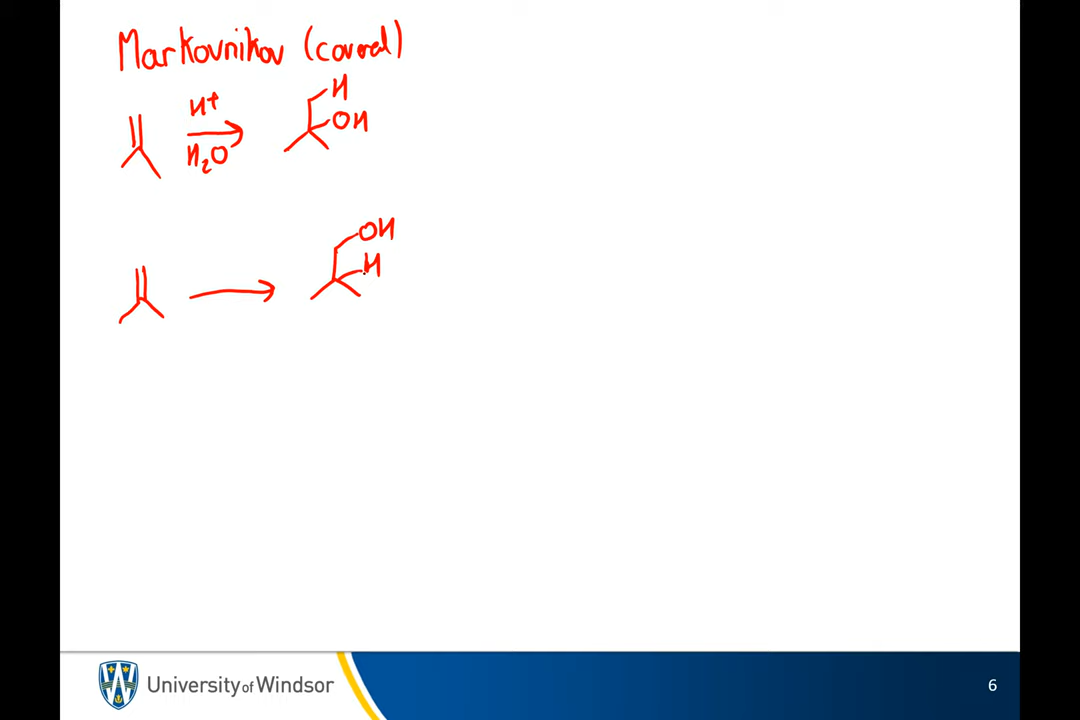 Markovnikov (covered)
H
H+
OH
H2O
OH
H
University of Windsor
6